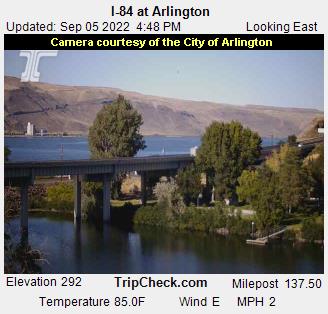 I-84 at Arlington
Updated: Sep 05 2022 4:48 PM Looking East
Camera courtesy of the City of Arlington
Elevation 292 TripCheck.com Milepost 137.50
Temperature 85.0F Wind E MPH 2